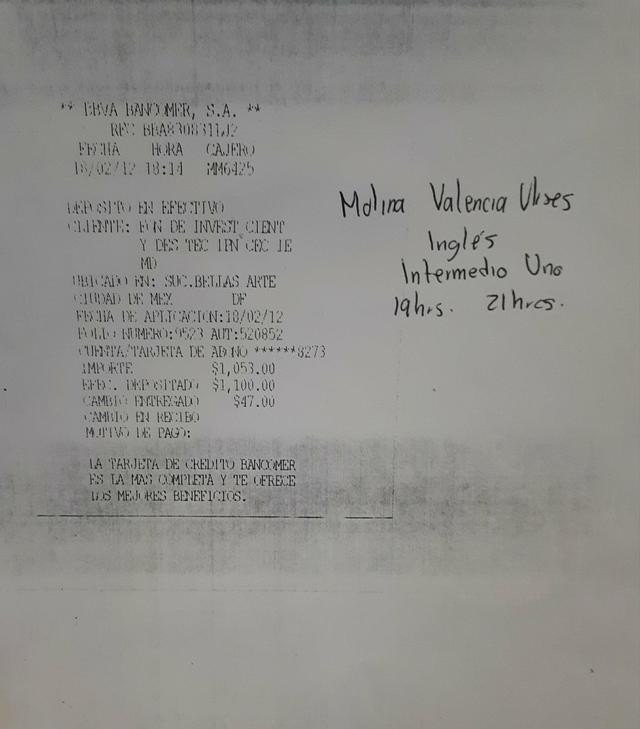 ** BBVA BANCOMER, S.A. **
RFC BBA830831LJ2
FECHA HORA CAJERO
18/02/12 18:14 MM6425
DEPOSITO EN EFECTIVO
CLIENTE: FON DE INVEST CIENT
Y DES TEC IPN CEC IE
MD
UBICADO EN: SUC.BELLAS ARTE
CIUDAD DE MEX DF
FECHA DE APLICACION:18/02/12
FOLIO NUMERO:9523 AUT:520852
CUENTA/TARJETA DE AD NO ******8273
IMPORTE $1,053.00
EFEC. DEPOSITADO $1,100.00
CAMBIO ENTREGADO $47.00
CAMBIO EN RECIBO
MOTIVO DE PAGO:
LA TARJETA DE CREDITO BANCOMER
ES LA MAS COMPLETA Y TE OFRECE
LOS MEJORES BENEFICIOS.
Molina Valencia Ulises
Inglés
Intermedio Uno
19hrs. 21hrs.